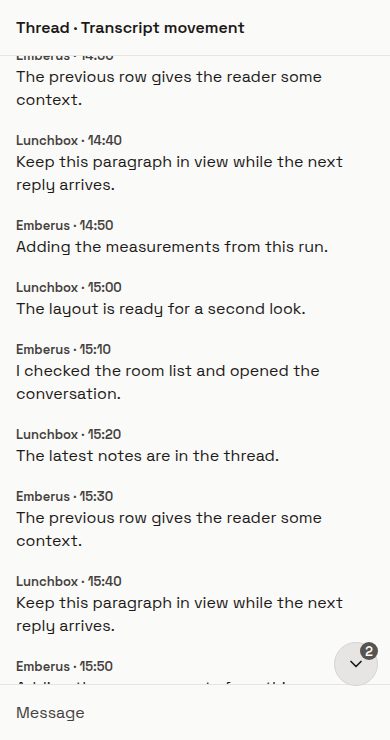 Thread · Transcript movement
Emberus · 14:30
The previous row gives the reader some
context.
Lunchbox · 14:40
Keep this paragraph in view while the next
reply arrives.
Emberus · 14:50
Adding the measurements from this run.
Lunchbox · 15:00
The layout is ready for a second look.
Emberus · 15:10
I checked the room list and opened the
conversation.
Lunchbox · 15:20
The latest notes are in the thread.
Emberus · 15:30
The previous row gives the reader some
context.
Lunchbox · 15:40
Keep this paragraph in view while the next
reply arrives.
2
Emberus · 15:50
Message